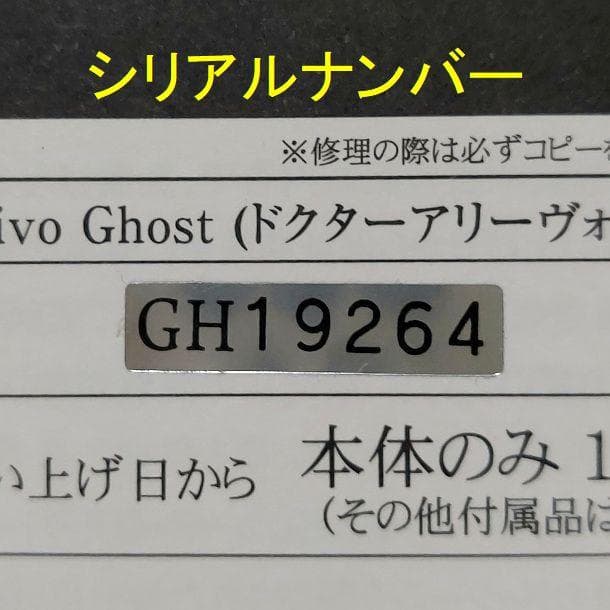 シリアルナンバー
※修理の際は必ずコピー
ivo Ghost (ドクターアリーヴォ
GH19264
い上げ日から 本体のみ 1
(その他付属品は